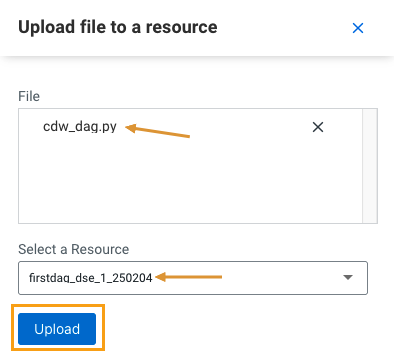 Upload file to a resource
File
cdw_dag.py
Select a Resource
firstdag_dse_1_250204
Upload